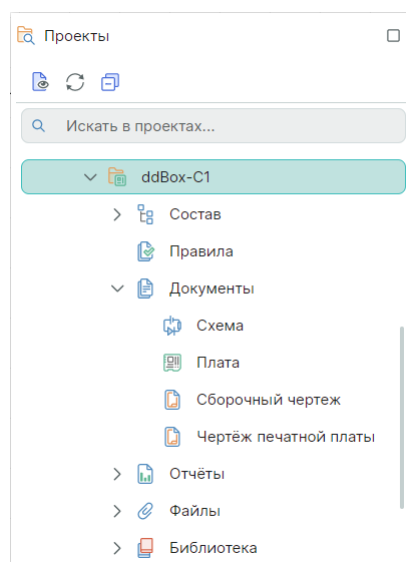 Проекты
Искать в проектах...
ddBox-C1
Состав
Правила
Документы
Схема
Плата
Сборочный чертеж
Чертёж печатной платы
Отчёты
Файлы
Библиотека